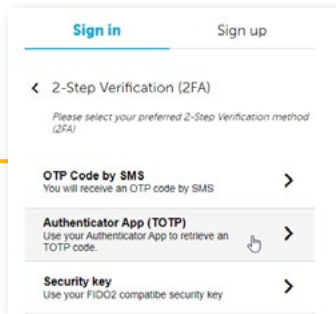 Sign in Sign up
2-Step Verification (2FA)
Please select your preferred 2-Step Verification method
(2FA)
OTP Code by SMS
You will receive an OTP code by SMS
Authenticator App (TOTP)
Use your Authenticator App to retrieve an
TOTP code.
Security key
Use your FIDO2 compatibe security key